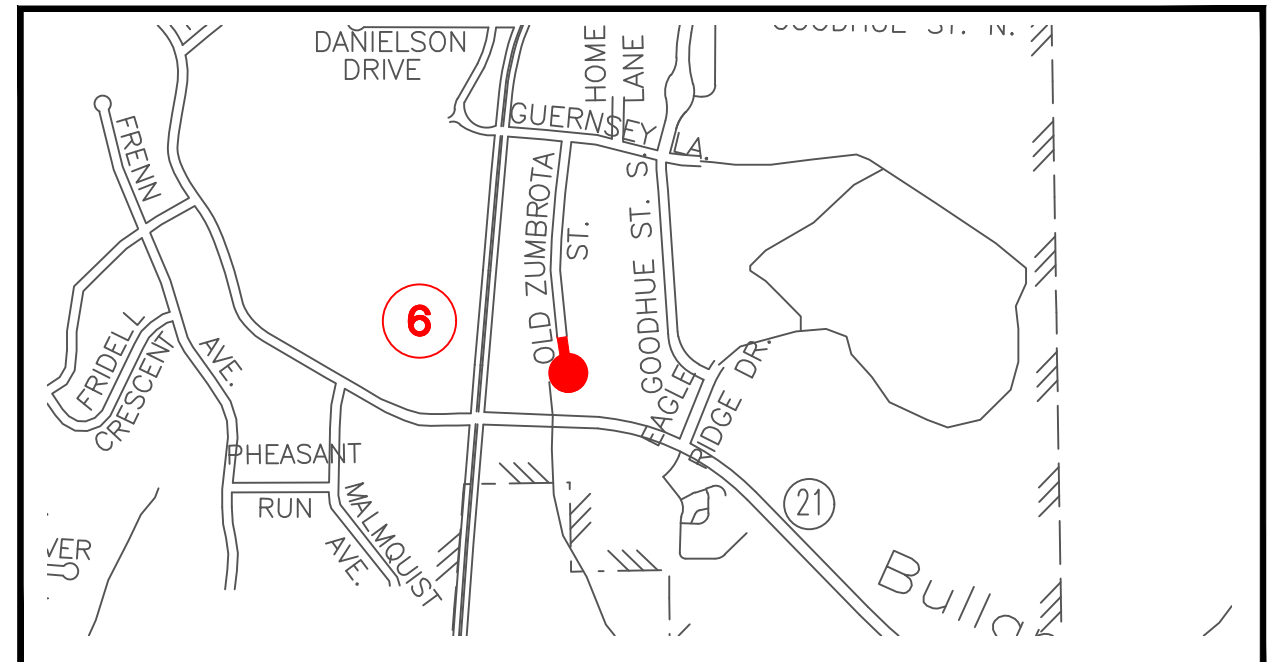 GOODHUE ST. N.
DANIELSON
DRIVE
HOME
LANE
GUERNSEY LA.
FRENN
AVE.
OLD ZUMBROTA
ST.
GOODHUE ST. S.
6
FRIDELL
CRESCENT
EAGLE
RIDGE DR.
PHEASANT
RUN
MALMQUIST
AVE.
21